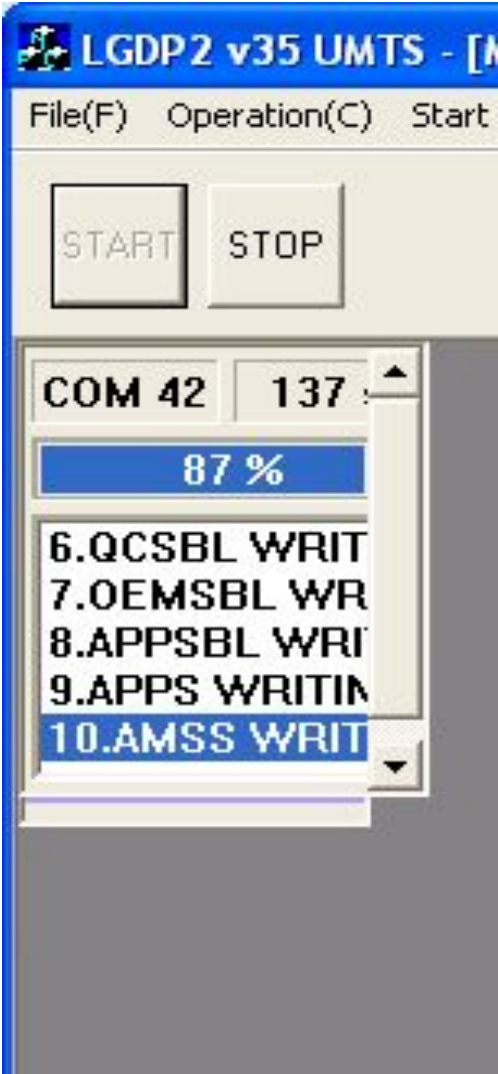 LGDP2 v35 UMTS - [
File(F) Operation(C) Start
START STOP
COM 42 137
87 %
6.QCSBL WRIT
7.OEMSBL WR
8.APPSBL WRI
9.APPS WRITIN
10.AMSS WRIT